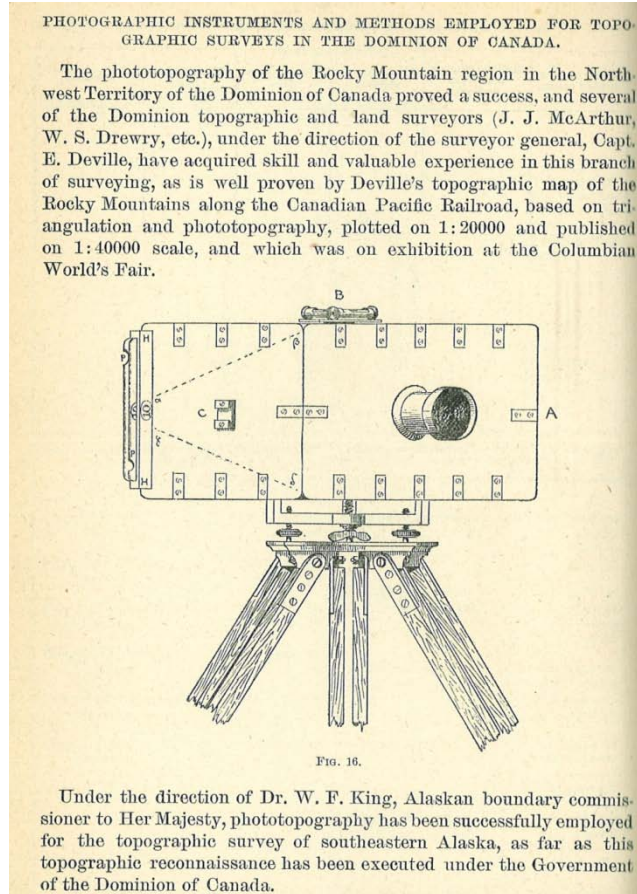 PHOTOGRAPHIC INSTRUMENTS AND METHODS EMPLOYED FOR TOPO-
GRAPHIC SURVEYS IN THE DOMINION OF CANADA.
The phototopography of the Rocky Mountain region in the North-
west Territory of the Dominion of Canada proved a success, and several
of the Dominion topographic and land surveyors (J. J. McArthur,
W. S. Drewry, etc.), under the direction of the surveyor general, Capt.
E. Deville, have acquired skill and valuable experience in this branch
of surveying, as is well proven by Deville's topographic map of the
Rocky Mountains along the Canadian Pacific Railroad, based on tri-
angulation and phototopography, plotted on 1:20000 and published
on 1:40000 scale, and which was on exhibition at the Columbian
World's Fair.
B
H
P
C
A
P
H
FIG. 16.
Under the direction of Dr. W. F. King, Alaskan boundary commis-
sioner to Her Majesty, phototopography has been successfully employed
for the topographic survey of southeastern Alaska, as far as this
topographic reconnaissance has been executed under the Government
of the Dominion of Canada.